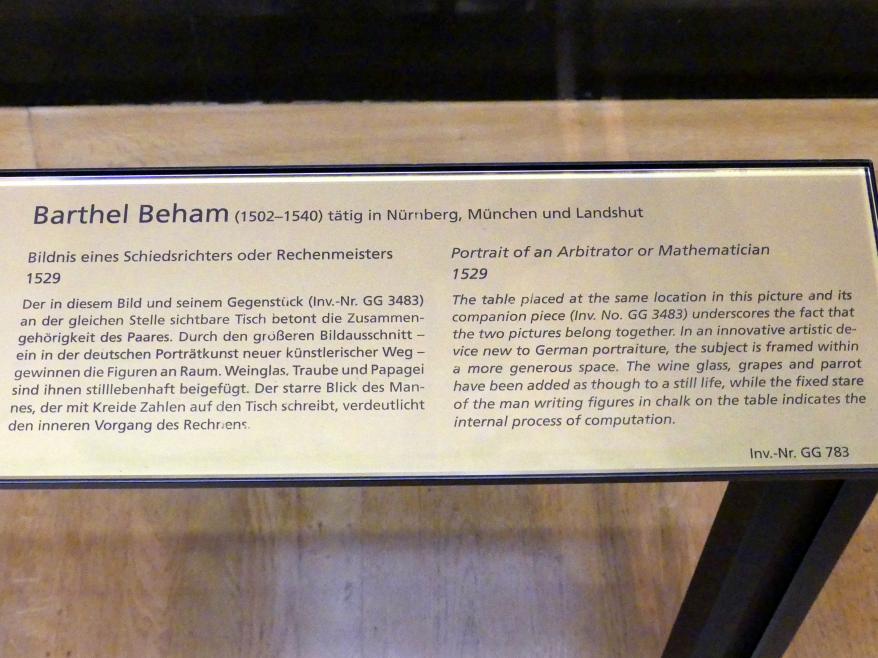 Barthel Beham (1502–1540) tätig in Nürnberg, München und Landshut
Bildnis eines Schiedsrichters oder Rechenmeisters
1529
Der in diesem Bild und seinem Gegenstück (Inv.-Nr. GG 3483)
an der gleichen Stelle sichtbare Tisch betont die Zusammen-
gehörigkeit des Paares. Durch den größeren Bildausschnitt –
ein in der deutschen Porträtkunst neuer künstlerischer Weg –
gewinnen die Figuren an Raum. Weinglas, Traube und Papagei
sind ihnen stilllebenhaft beigefügt. Der starre Blick des Man-
nes, der mit Kreide Zahlen auf den Tisch schreibt, verdeutlicht
den inneren Vorgang des Rechnens.
Portrait of an Arbitrator or Mathematician
1529
The table placed at the same location in this picture and its
companion piece (Inv. No. GG 3483) underscores the fact that
the two pictures belong together. In an innovative artistic de-
vice new to German portraiture, the subject is framed within
a more generous space. The wine glass, grapes and parrot
have been added as though to a still life, while the fixed stare
of the man writing figures in chalk on the table indicates the
internal process of computation.
Inv.-Nr. GG 783